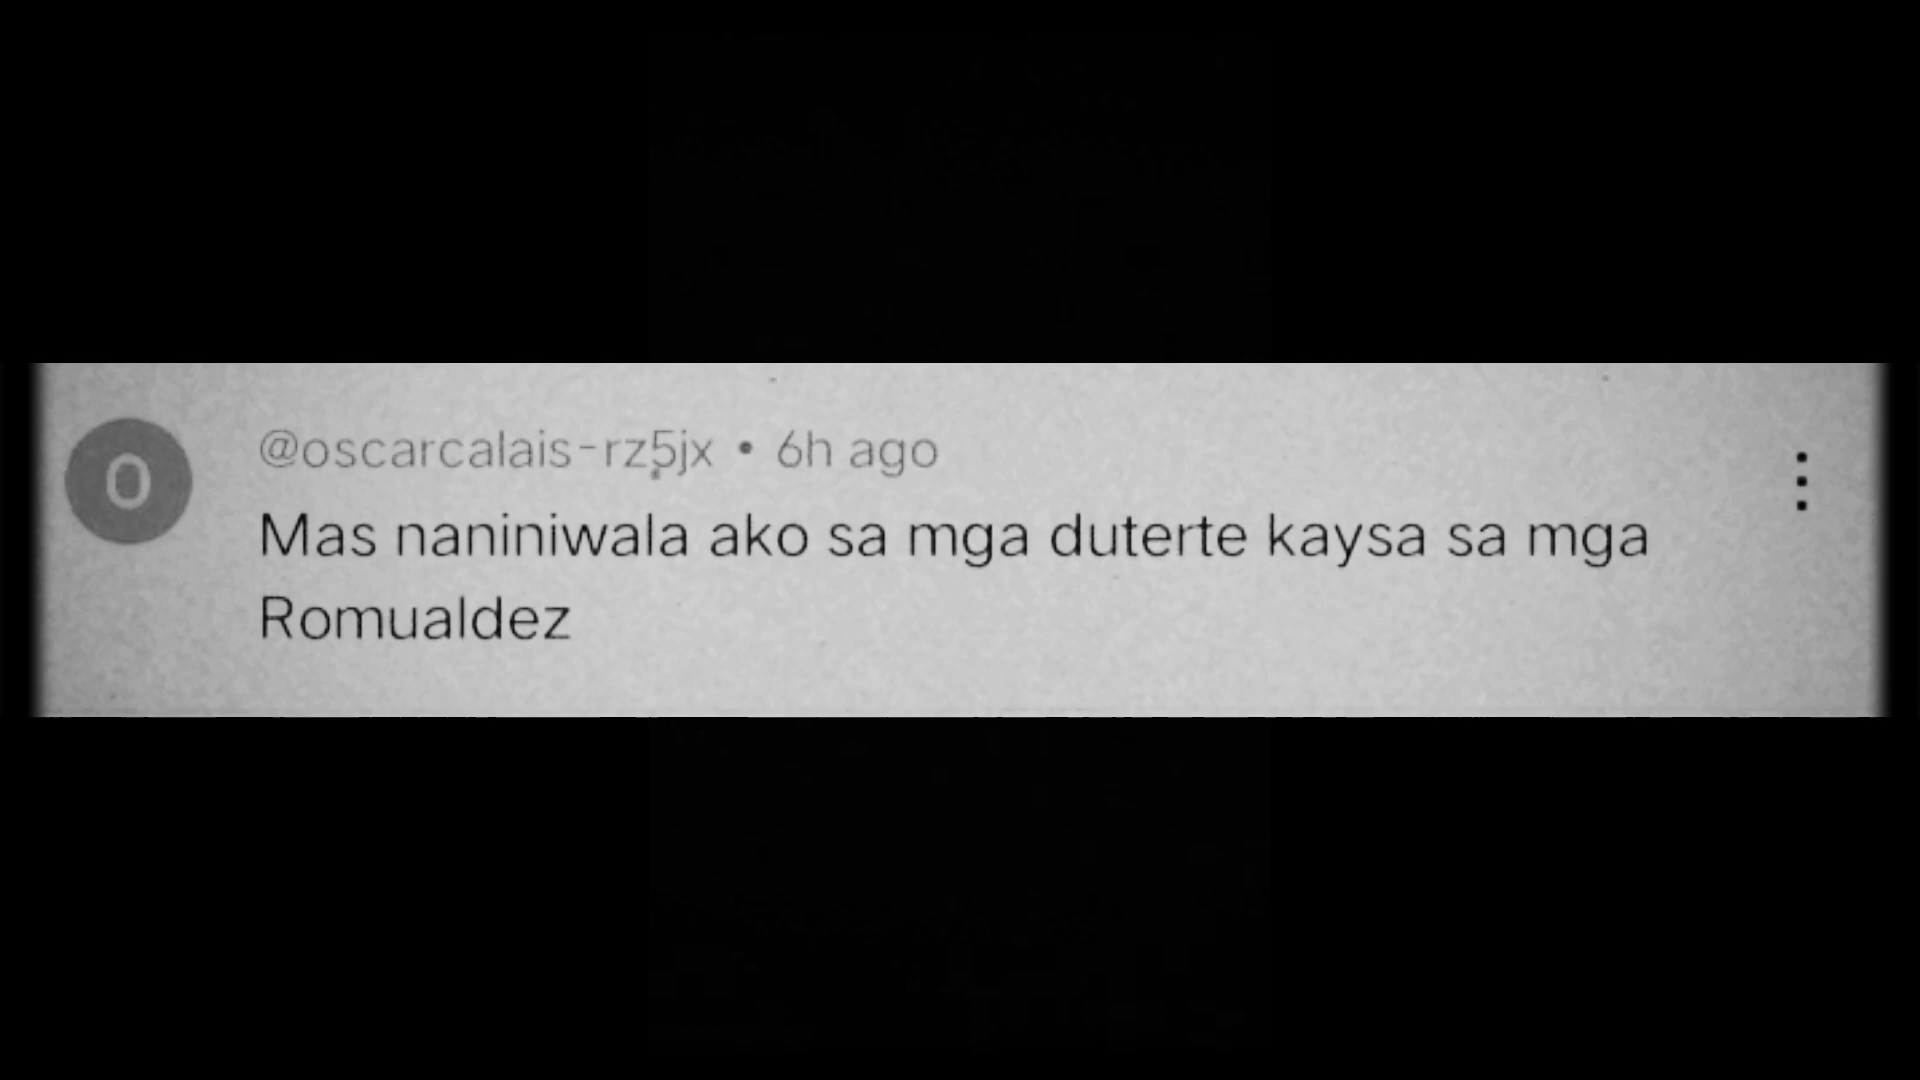 O
@oscarcalais-rz5jx • 6h ago
Mas naniniwala ako sa mga duterte kaysa sa mga
Romualdez